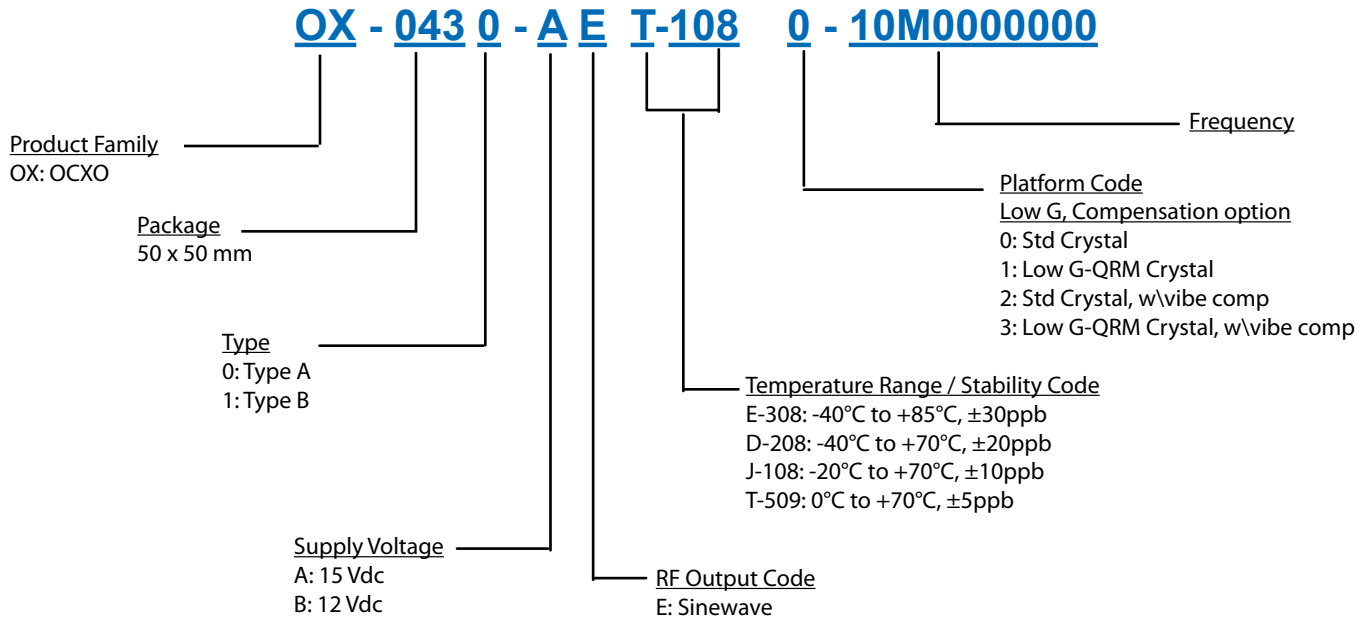 OX - 043 0 - A E T-108 0 - 10M0000000
Frequency
Product Family
OX: OCXO
Platform Code
Low G, Compensation option
0: Std Crystal
1: Low G-QRM Crystal
2: Std Crystal, w\vibe comp
3: Low G-QRM Crystal, w\vibe comp
Package
50 x 50 mm
Type
0: Type A
1: Type B
Temperature Range / Stability Code
E-308: -40°C to +85°C, ±30ppb
D-208: -40°C to +70°C, ±20ppb
J-108: -20°C to +70°C, ±10ppb
T-509: 0°C to +70°C, ±5ppb
Supply Voltage
A: 15 Vdc
B: 12 Vdc
RF Output Code
E: Sinewave